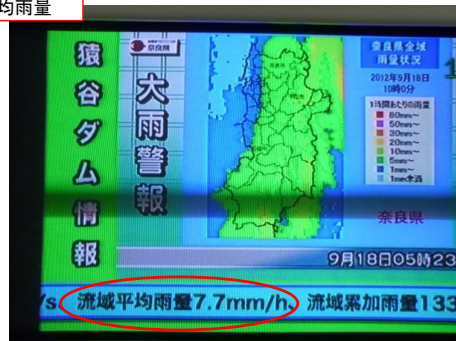 均雨量
猿谷ダム情報
大雨警報
奈良県
奈良県全域
雨量状況
2012年9月18日
10時0分
1時間あたりの雨量
80mm~
50mm~
30mm~
20mm~
10mm~
5mm~
1mm~
1mm未満
奈良県
9月18日05時23
/s、流域平均雨量7.7mm/h、流域累加雨量133